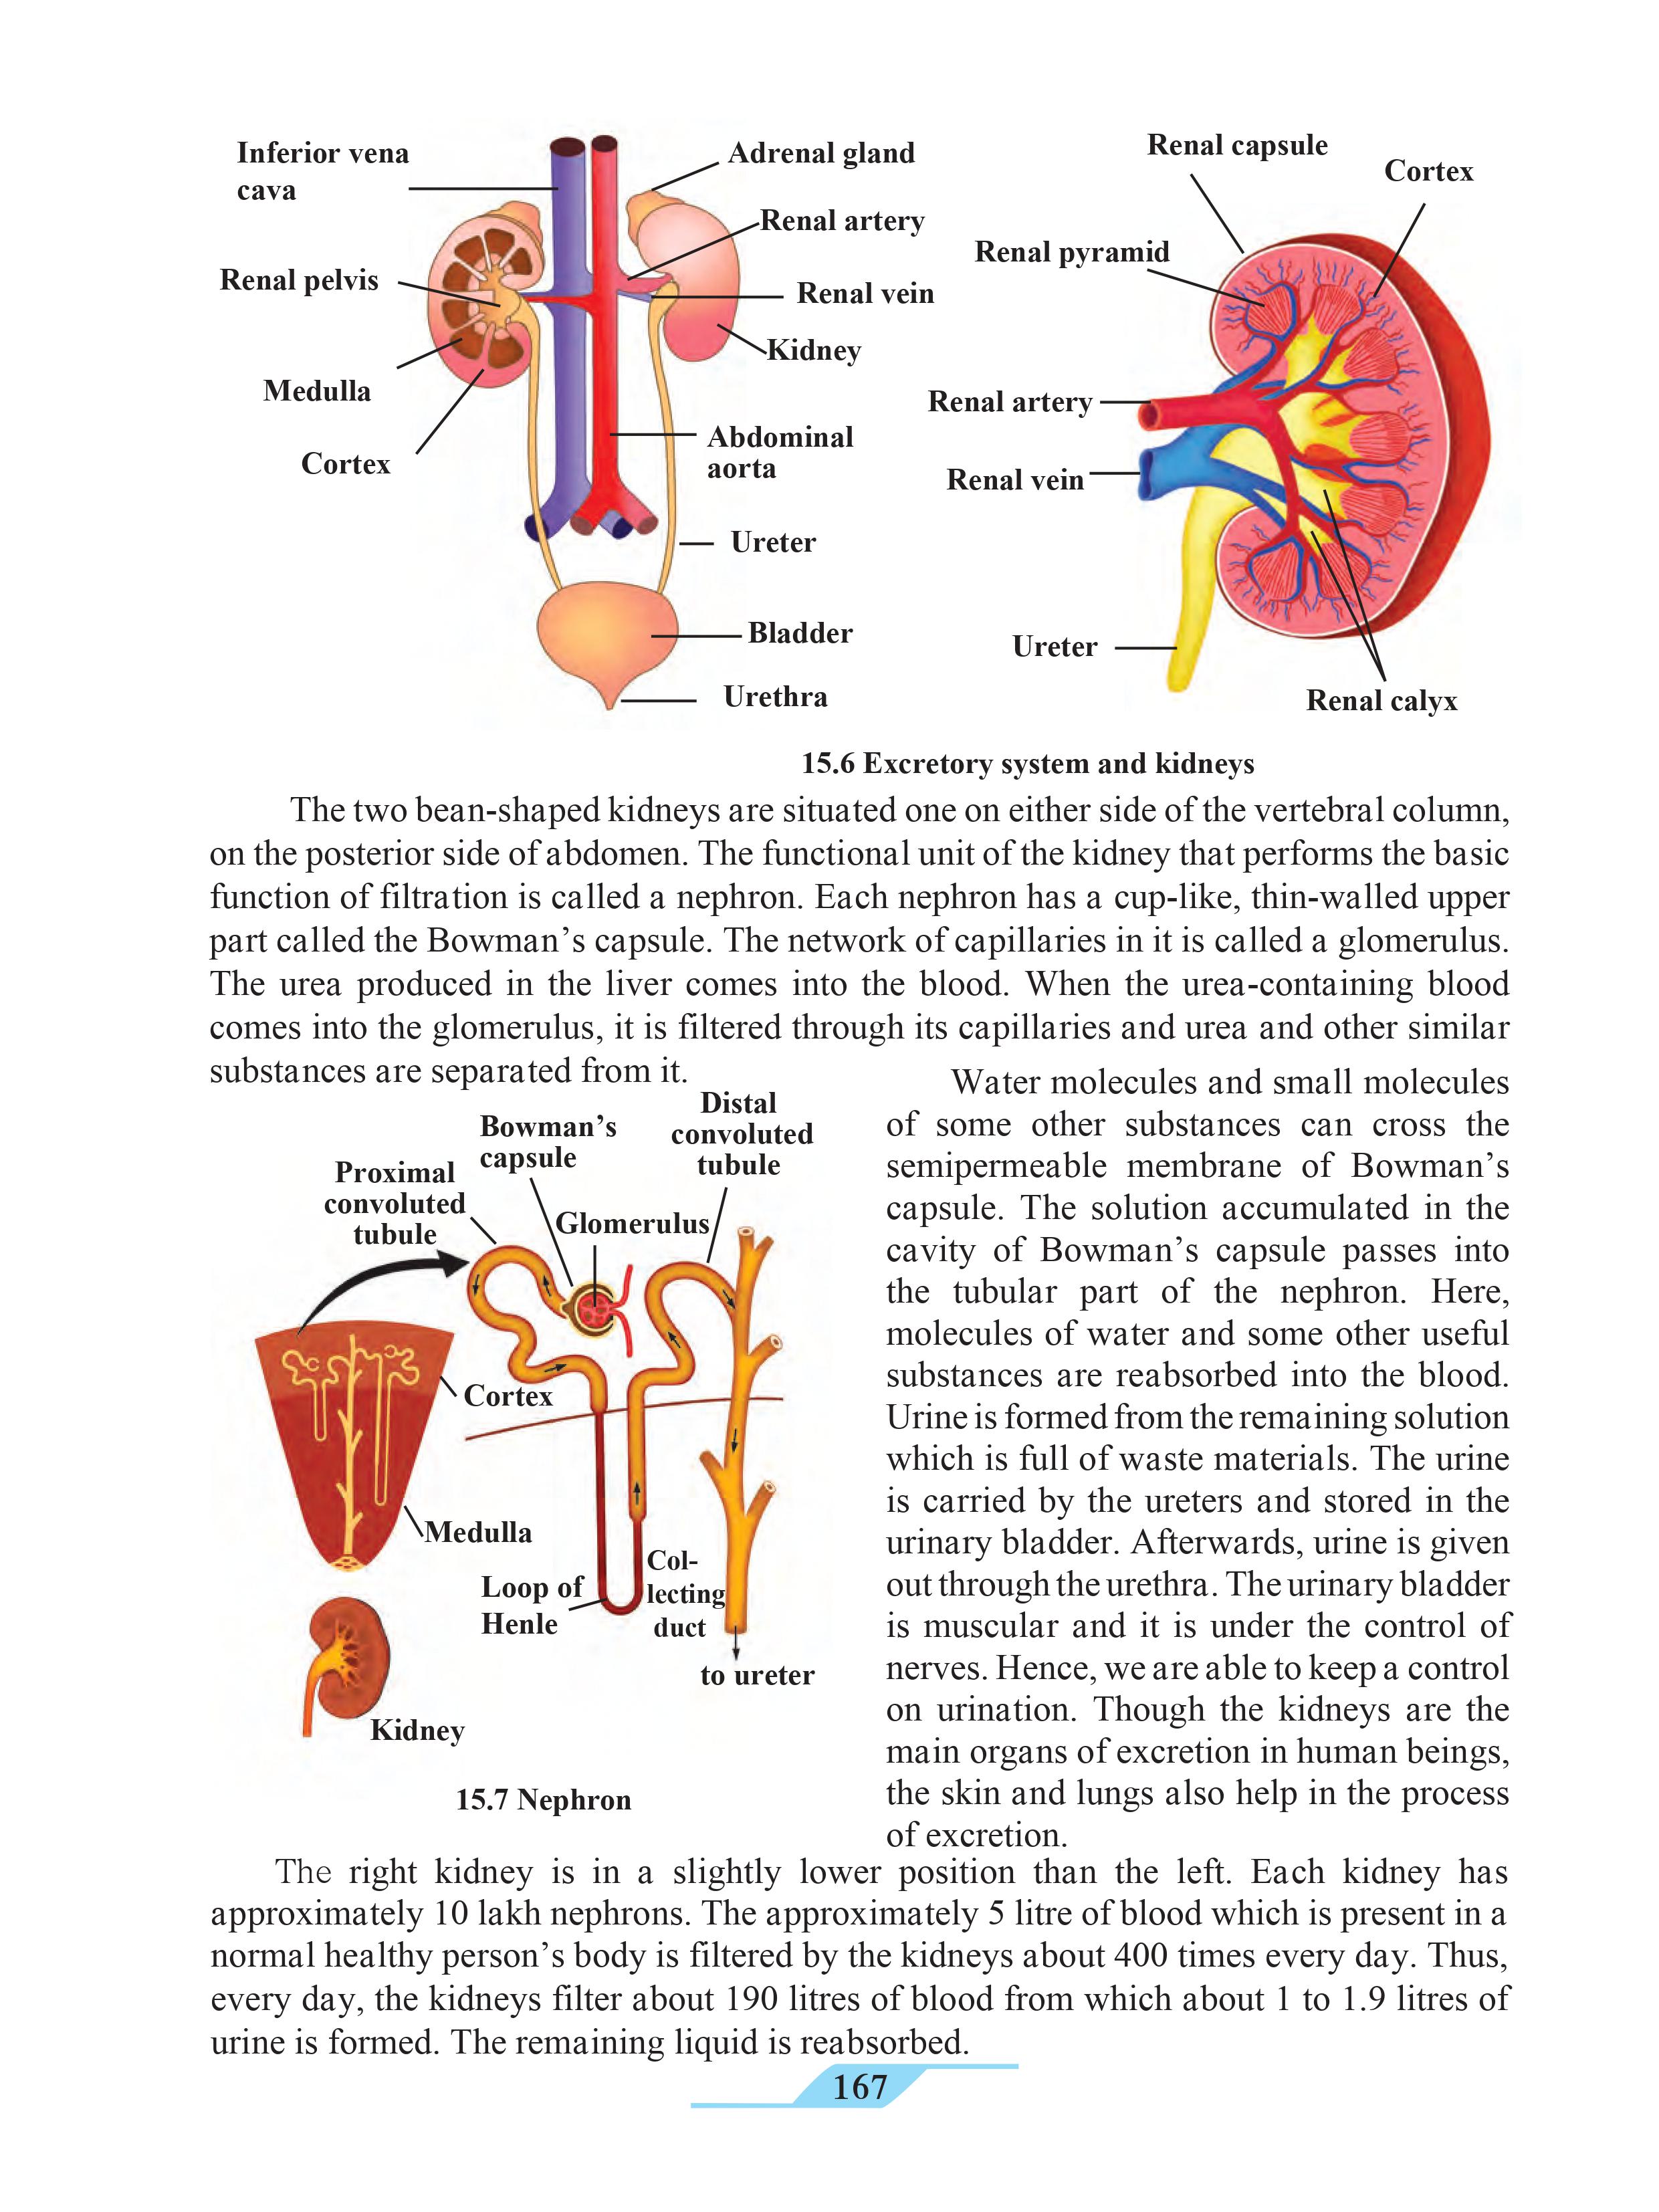 Inferior vena
cava
Renal pelvis
Medulla
Cortex
Adrenal gland
Renal artery
Renal vein
Kidney
Abdominal
aorta
Ureter
Bladder
Urethra
Renal capsule
Cortex
Renal pyramid
Renal artery
Renal vein
Ureter
Renal calyx
15.6 Excretory system and kidneys
The two bean-shaped kidneys are situated one on either side of the vertebral column,
on the posterior side of abdomen. The functional unit of the kidney that performs the basic
function of filtration is called a nephron. Each nephron has a cup-like, thin-walled upper
part called the Bowman’s capsule. The network of capillaries in it is called a glomerulus.
The urea produced in the liver comes into the blood. When the urea-containing blood
comes into the glomerulus, it is filtered through its capillaries and urea and other similar
substances are separated from it.
Distal
convoluted
tubule
Bowman’s
capsule
Proximal
convoluted
tubule
Glomerulus
Cortex
Medulla
Loop of
Henle
Col-
lecting
duct
to ureter
Kidney
15.7 Nephron
Water molecules and small molecules
of some other substances can cross the
semipermeable membrane of Bowman’s
capsule. The solution accumulated in the
cavity of Bowman’s capsule passes into
the tubular part of the nephron. Here,
molecules of water and some other useful
substances are reabsorbed into the blood.
Urine is formed from the remaining solution
which is full of waste materials. The urine
is carried by the ureters and stored in the
urinary bladder. Afterwards, urine is given
out through the urethra. The urinary bladder
is muscular and it is under the control of
nerves. Hence, we are able to keep a control
on urination. Though the kidneys are the
main organs of excretion in human beings,
the skin and lungs also help in the process
of excretion.
The right kidney is in a slightly lower position than the left. Each kidney has
approximately 10 lakh nephrons. The approximately 5 litre of blood which is present in a
normal healthy person’s body is filtered by the kidneys about 400 times every day. Thus,
every day, the kidneys filter about 190 litres of blood from which about 1 to 1.9 litres of
urine is formed. The remaining liquid is reabsorbed.
167